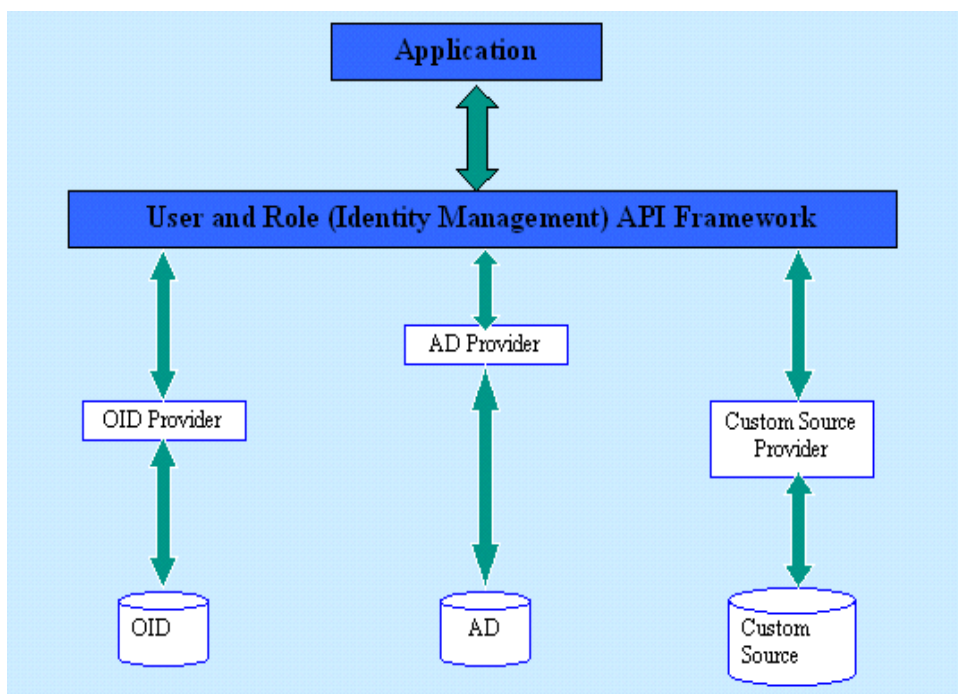 Application
User and Role (Identity Management) API Framework
AD Provider
OID Provider
Custom Source
Provider
OID
AD
Custom
Source